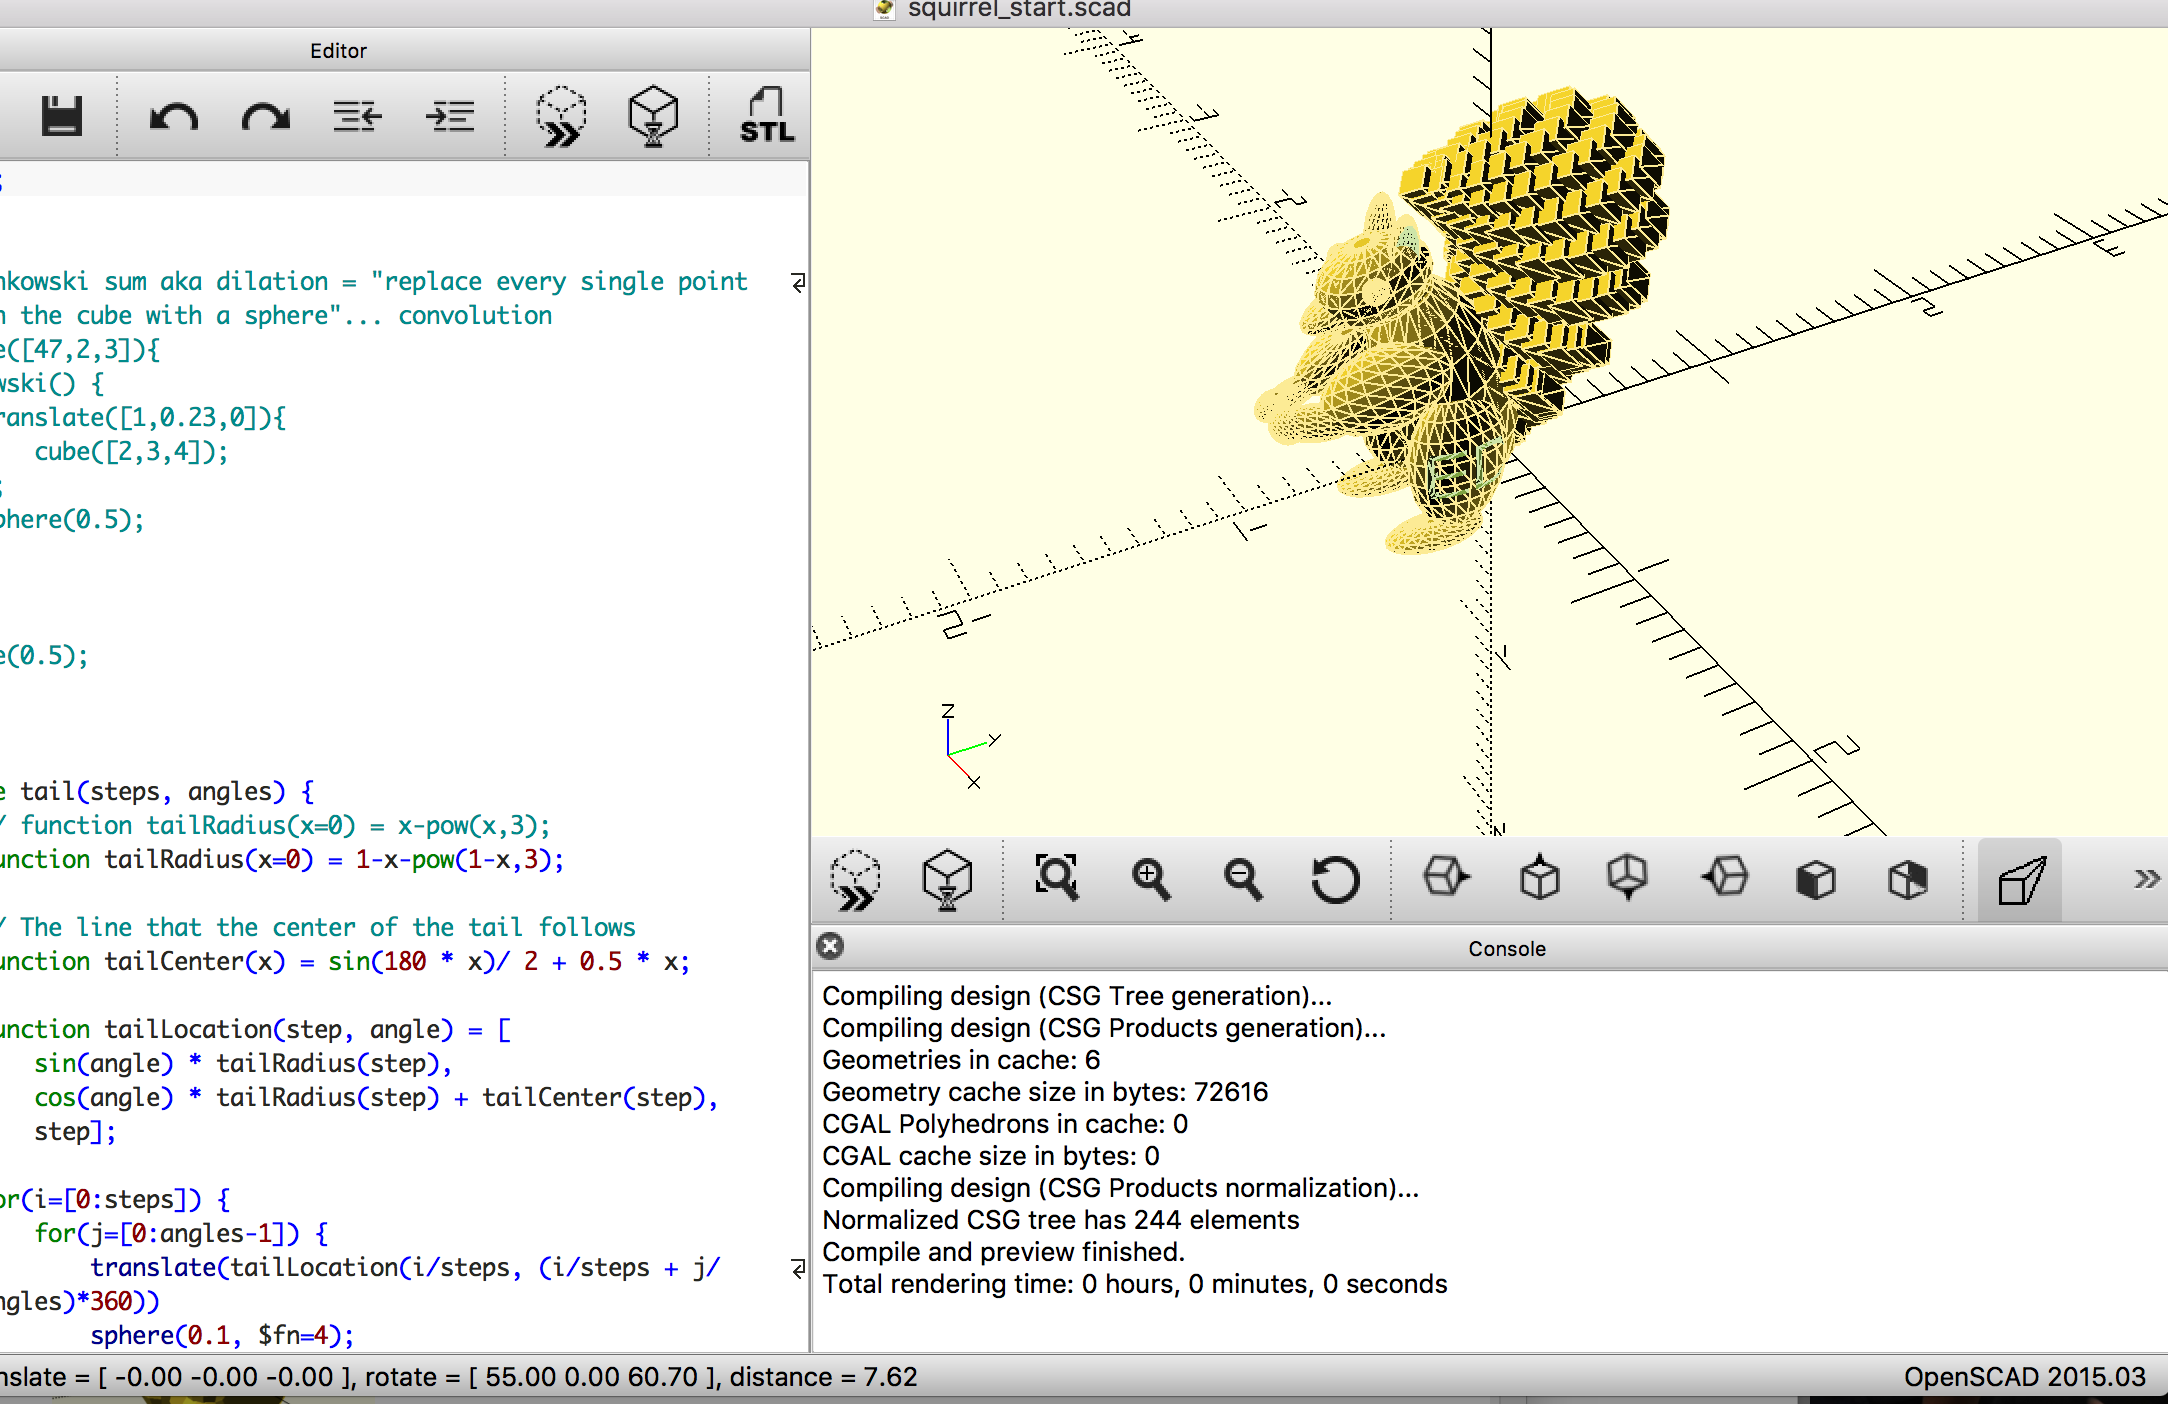 squirrel_start.scad
Editor
STL
nkowski sum aka dilation = "replace every single point
n the cube with a sphere"... convolution
e([47,2,3]){
wski() {
ranslate([1,0.23,0]){
cube([2,3,4]);
;
phere(0.5);
e(0.5);
e tail(steps, angles) {
/ function tailRadius(x=0) = x-pow(x,3);
unction tailRadius(x=0) = 1-x-pow(1-x,3);
/ The line that the center of the tail follows
unction tailCenter(x) = sin(180 * x)/ 2 + 0.5 * x;
unction tailLocation(step, angle) = [
sin(angle) * tailRadius(step),
cos(angle) * tailRadius(step) + tailCenter(step),
step];
or(i=[0:steps]) {
for(j=[0:angles-1]) {
translate(tailLocation(i/steps, (i/steps + j/
ngles)*360))
sphere(0.1, $fn=4);
Z
Y
X
Console
Compiling design (CSG Tree generation)...
Compiling design (CSG Products generation)...
Geometries in cache: 6
Geometry cache size in bytes: 72616
CGAL Polyhedrons in cache: 0
CGAL cache size in bytes: 0
Compiling design (CSG Products normalization)...
Normalized CSG tree has 244 elements
Compile and preview finished.
Total rendering time: 0 hours, 0 minutes, 0 seconds
nslate = [ -0.00 -0.00 -0.00 ], rotate = [ 55.00 0.00 60.70 ], distance = 7.62
OpenSCAD 2015.03